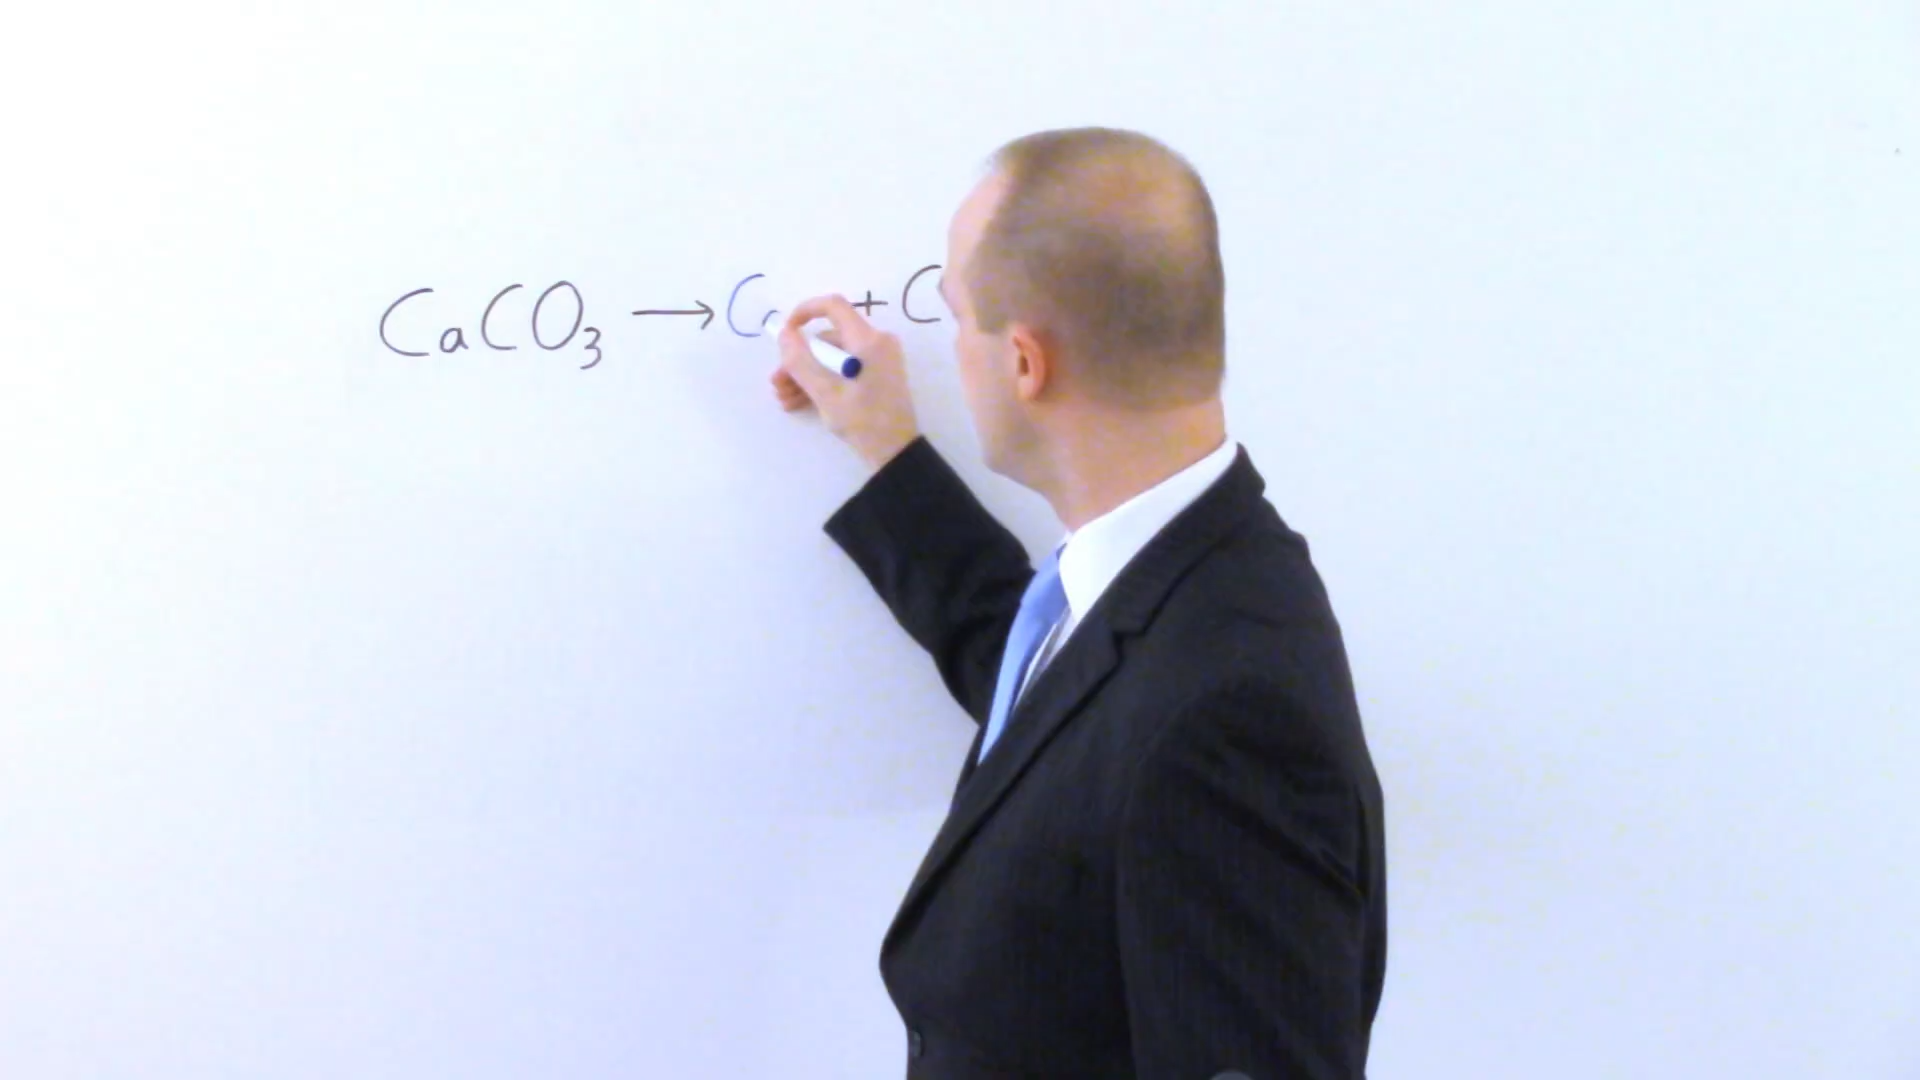 CaCO₃ → C + C